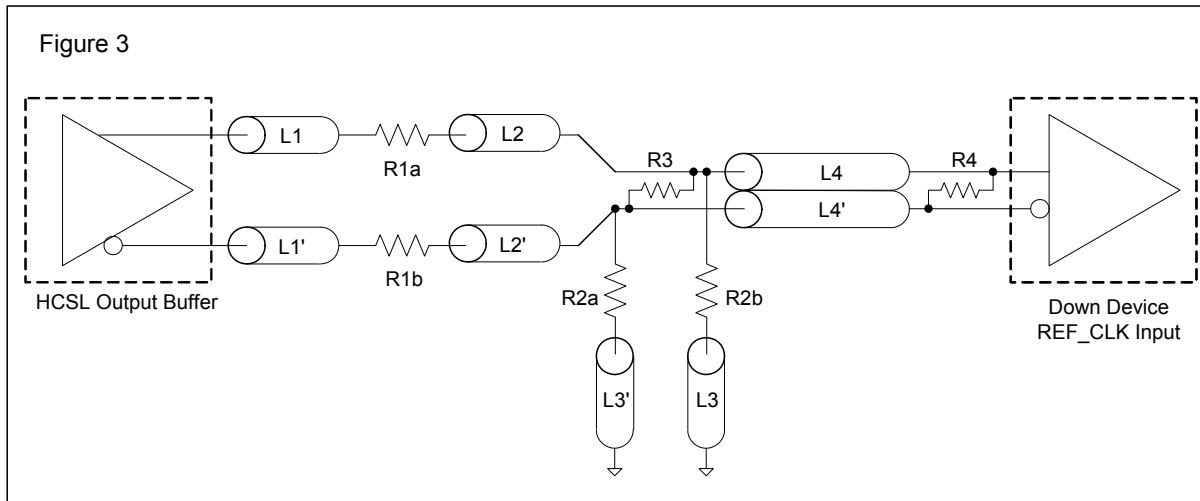 Figure 3
L1
R1a
L2
R3
L4
R4
L1'
R1b
L2'
L4'
HCSL Output Buffer
R2a
R2b
Down Device
REF_CLK Input
L3'
L3